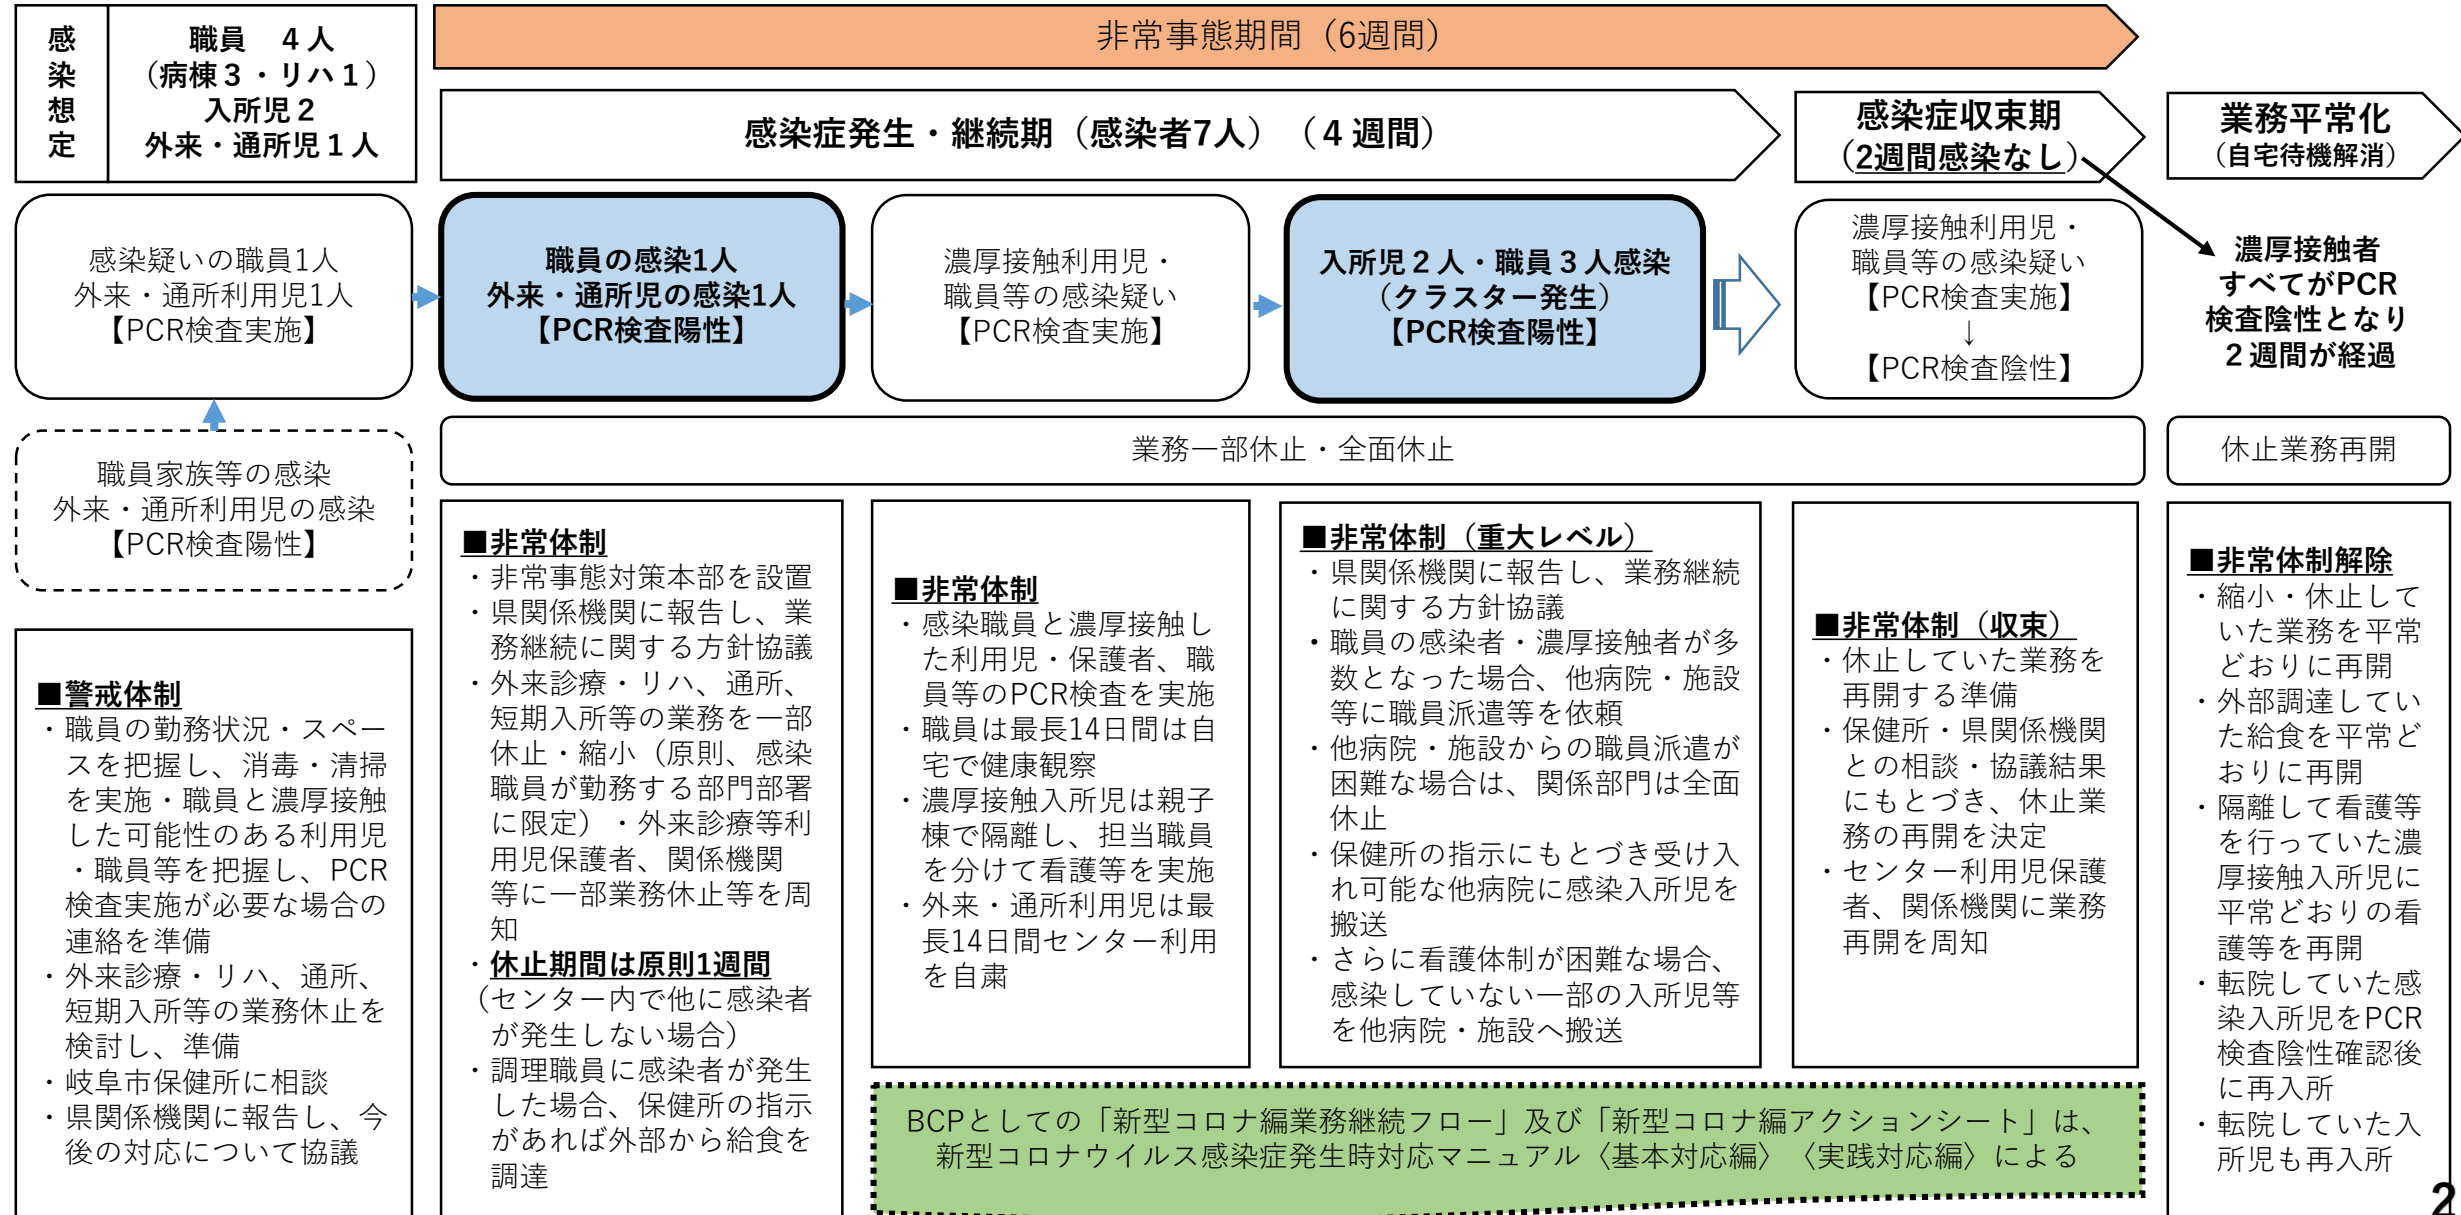 感
染
想
定
職員　４人
（病棟３・リハ１）
入所児２
外来・通所児１人
非常事態期間（6週間）
感染症発生・継続期（感染者7人）（４週間）
感染症収束期
（2週間感染なし）
業務平常化
（自宅待機解消）
感染疑いの職員1人
外来・通所利用児1人
【PCR検査実施】
職員の感染1人
外来・通所児の感染1人
【PCR検査陽性】
濃厚接触利用児・
職員等の感染疑い
【PCR検査実施】
入所児２人・職員３人感染
（クラスター発生）
【PCR検査陽性】
濃厚接触利用児・
職員等の感染疑い
【PCR検査実施】
↓
【PCR検査陰性】
濃厚接触者
すべてがPCR
検査陰性となり
２週間が経過
職員家族等の感染
外来・通所利用児の感染
【PCR検査陽性】
業務一部休止・全面休止
休止業務再開
■警戒体制
・職員の勤務状況・スペー
スを把握し、消毒・清掃
を実施・職員と濃厚接触
した可能性のある利用児
・職員等を把握し、PCR
検査実施が必要な場合の
連絡を準備
・外来診療・リハ、通所、
短期入所等の業務休止を
検討し、準備
・岐阜市保健所に相談
・県関係機関に報告し、今
後の対応について協議
■非常体制
・非常事態対策本部を設置
・県関係機関に報告し、業
務継続に関する方針協議
・外来診療・リハ、通所、
短期入所等の業務を一部
休止・縮小（原則、感染
職員が勤務する部門部署
に限定）・外来診療等利
用児保護者、関係機関
等に一部業務休止等を周
知
・休止期間は原則1週間
（センター内で他に感染者
が発生しない場合）
・調理職員に感染者が発生
した場合、保健所の指示
があれば外部から給食を
調達
■非常体制
・感染職員と濃厚接触し
た利用児・保護者、職
員等のPCR検査を実施
・職員は最長14日間は自
宅で健康観察
・濃厚接触入所児は親子
棟で隔離し、担当職員
を分けて看護等を実施
・外来・通所利用児は最
長14日間センター利用
を自粛
■非常体制（重大レベル）
・県関係機関に報告し、業務継続
に関する方針協議
・職員の感染者・濃厚接触者が多
数となった場合、他病院・施設
等に職員派遣等を依頼
・他病院・施設からの職員派遣が
困難な場合は、関係部門は全面
休止
・保健所の指示にもとづき受け入
れ可能な他病院に感染入所児を
搬送
・さらに看護体制が困難な場合、
感染していない一部の入所児等
を他病院・施設へ搬送
■非常体制（収束）
・休止していた業務を
再開する準備
・保健所・県関係機関
との相談・協議結果
にもとづき、休止業
務の再開を決定
・センター利用児保護
者、関係機関に業務
再開を周知
■非常体制解除
・縮小・休止して
いた業務を平常
どおりに再開
・外部調達してい
た給食を平常ど
おりに再開
・隔離して看護等
を行っていた濃
厚接触入所児に
平常どおりの看
護等を再開
・転院していた感
染入所児をPCR
検査陰性確認後
に再入所
・転院していた入
所児も再入所
BCPとしての「新型コロナ編業務継続フロー」及び「新型コロナ編アクションシート」は、
新型コロナウイルス感染症発生時対応マニュアル〈基本対応編〉〈実践対応編〉による
2